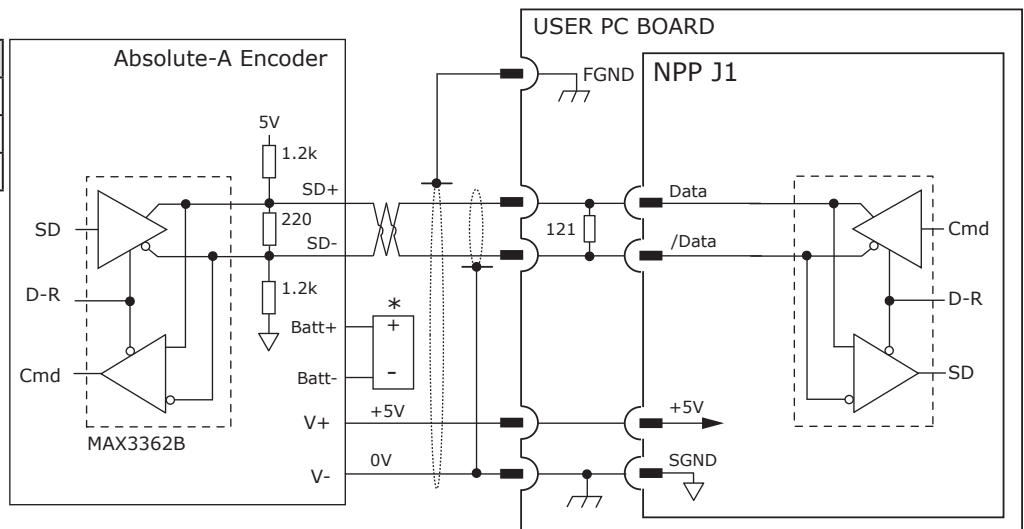 USER PC BOARD
Absolute-A Encoder
FGND
NPP J1
5V
1.2k
SD+
220
SD-
1.2k
SD
D-R
Cmd
MAX3362B
Batt+
Batt-
*
+
-
V+
+5V
V-
0V
121
Data
/Data
Cmd
D-R
SD
+5V
SGND